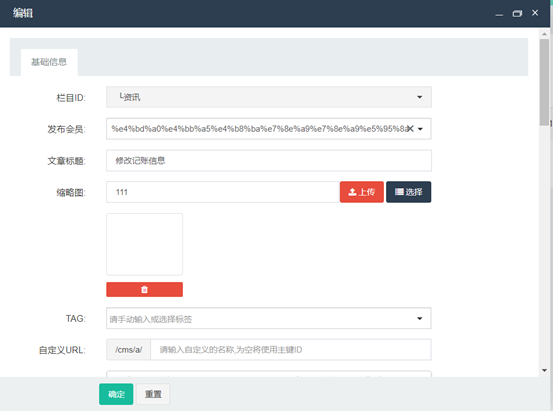 编辑
基础信息
栏目ID: └资讯
发布会员: %e4%bd%a0%e4%bb%a5%e4%b8%ba%e7%8e%a9%e7%8e%a9%e5%95%8a
文章标题: 修改记账信息
缩略图: 111 上传 选择
TAG: 请手动输入或选择标签
自定义URL: /cms/a/ 请输入自定义的名称,为空将使用主键ID
确定 重置